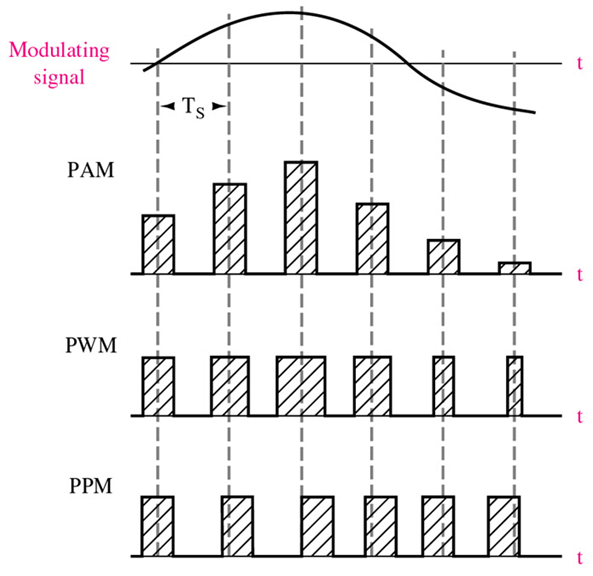 Modulating
signal
t
T_S
PAM
t
PWM
t
PPM
t